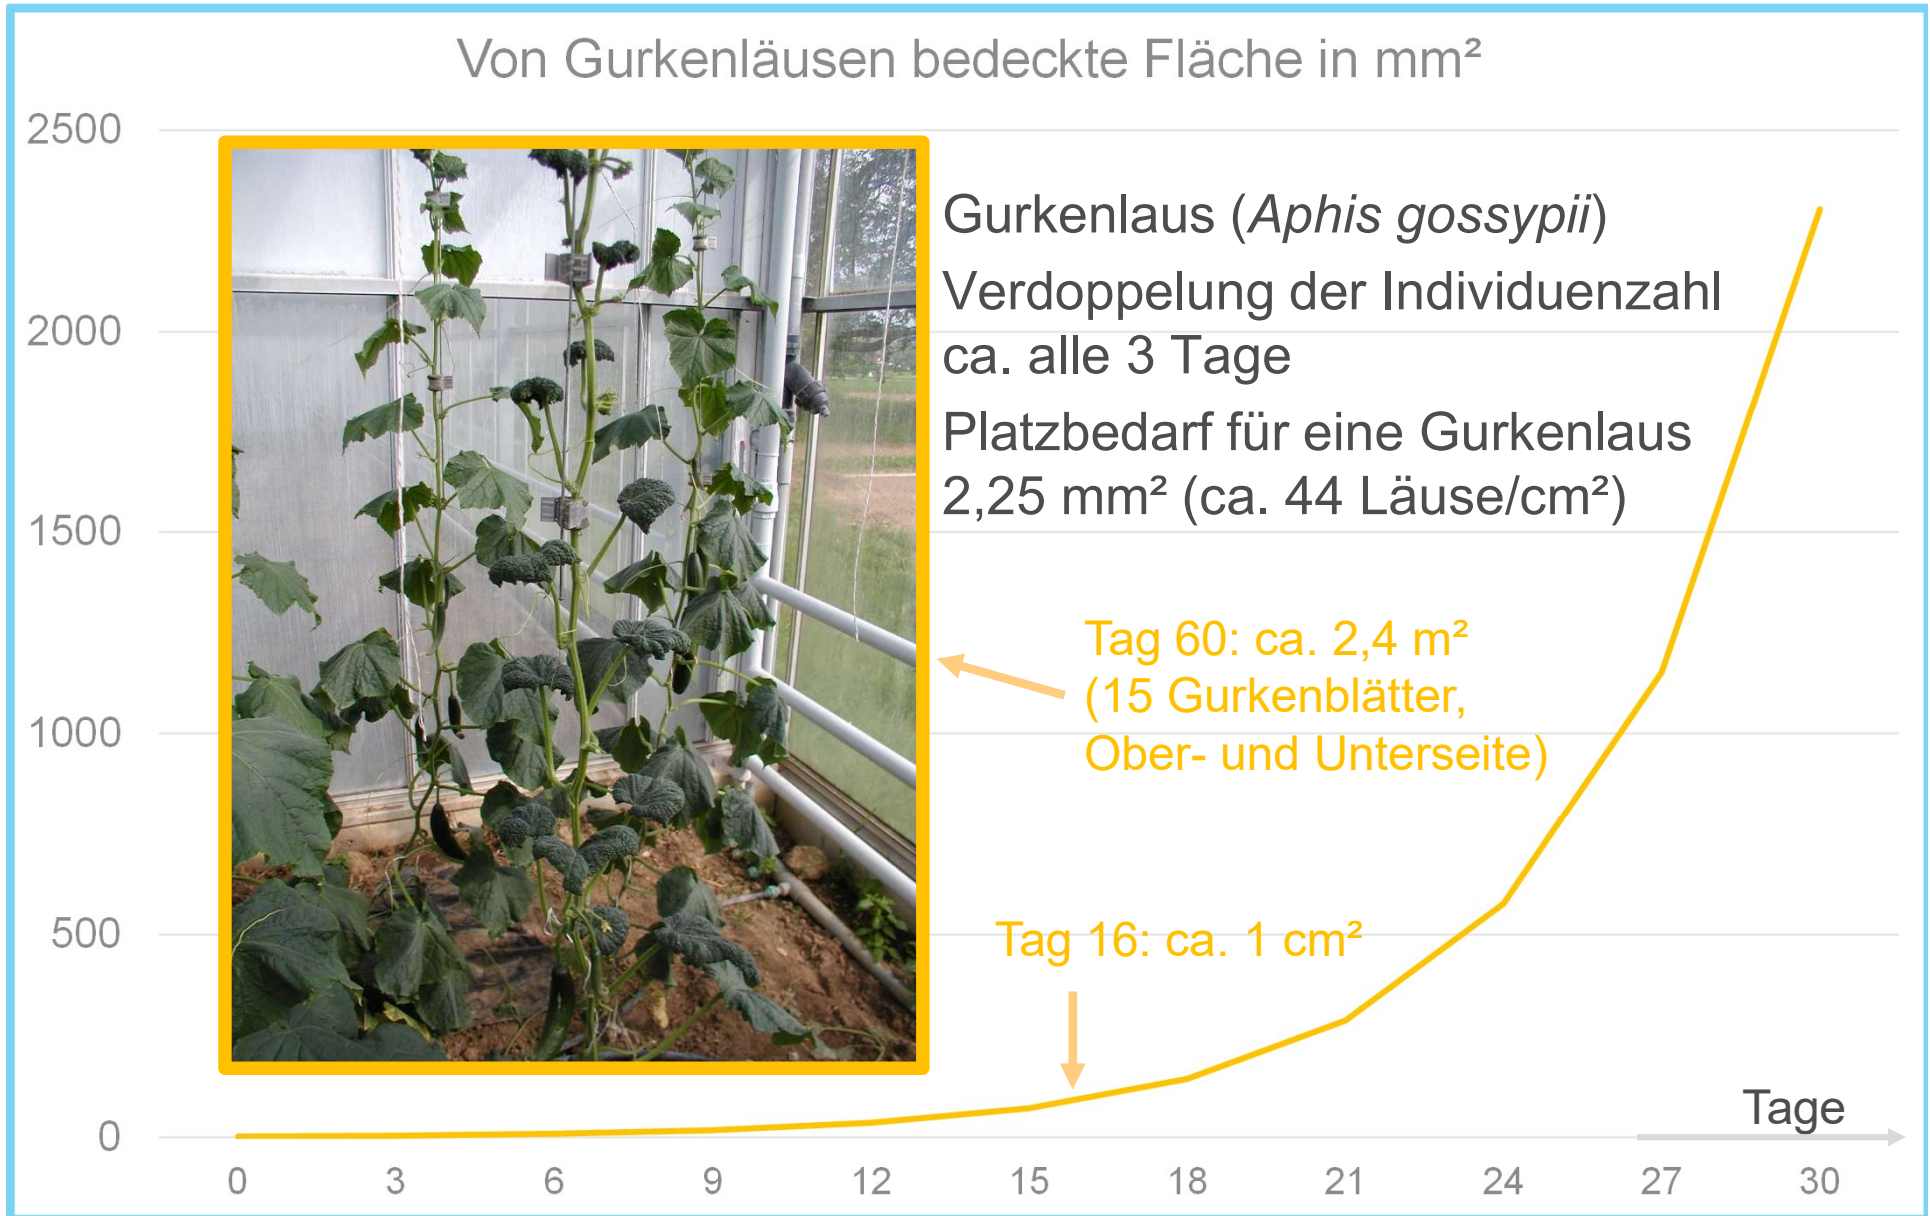 Von Gurkenläusen bedeckte Fläche in mm²
2500
2000
1500
1000
500
0
Gurkenlaus (Aphis gossypii)
Verdoppelung der Individuenzahl
ca. alle 3 Tage
Platzbedarf für eine Gurkenlaus
2,25 mm² (ca. 44 Läuse/cm²)
Tag 60: ca. 2,4 m²
(15 Gurkenblätter,
Ober- und Unterseite)
Tag 16: ca. 1 cm²
Tage
0 3 6 9 12 15 18 21 24 27 30